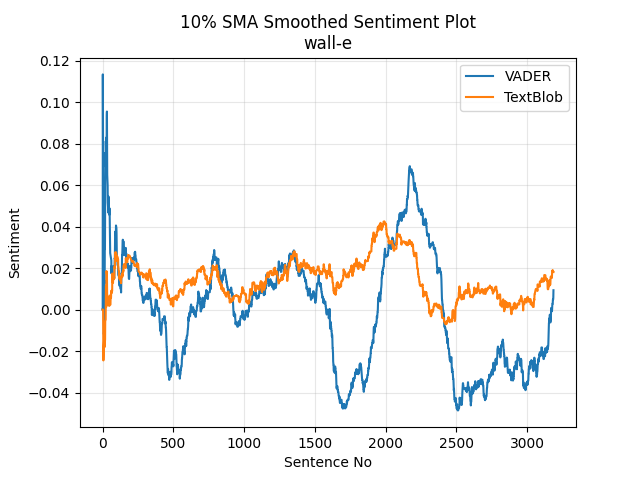 10% SMA Smoothed Sentiment Plot
wall-e
VADER
TextBlob
Sentiment
0.12
0.10
0.08
0.06
0.04
0.02
0.00
−0.02
−0.04
0
500
1000
1500
2000
2500
3000
Sentence No